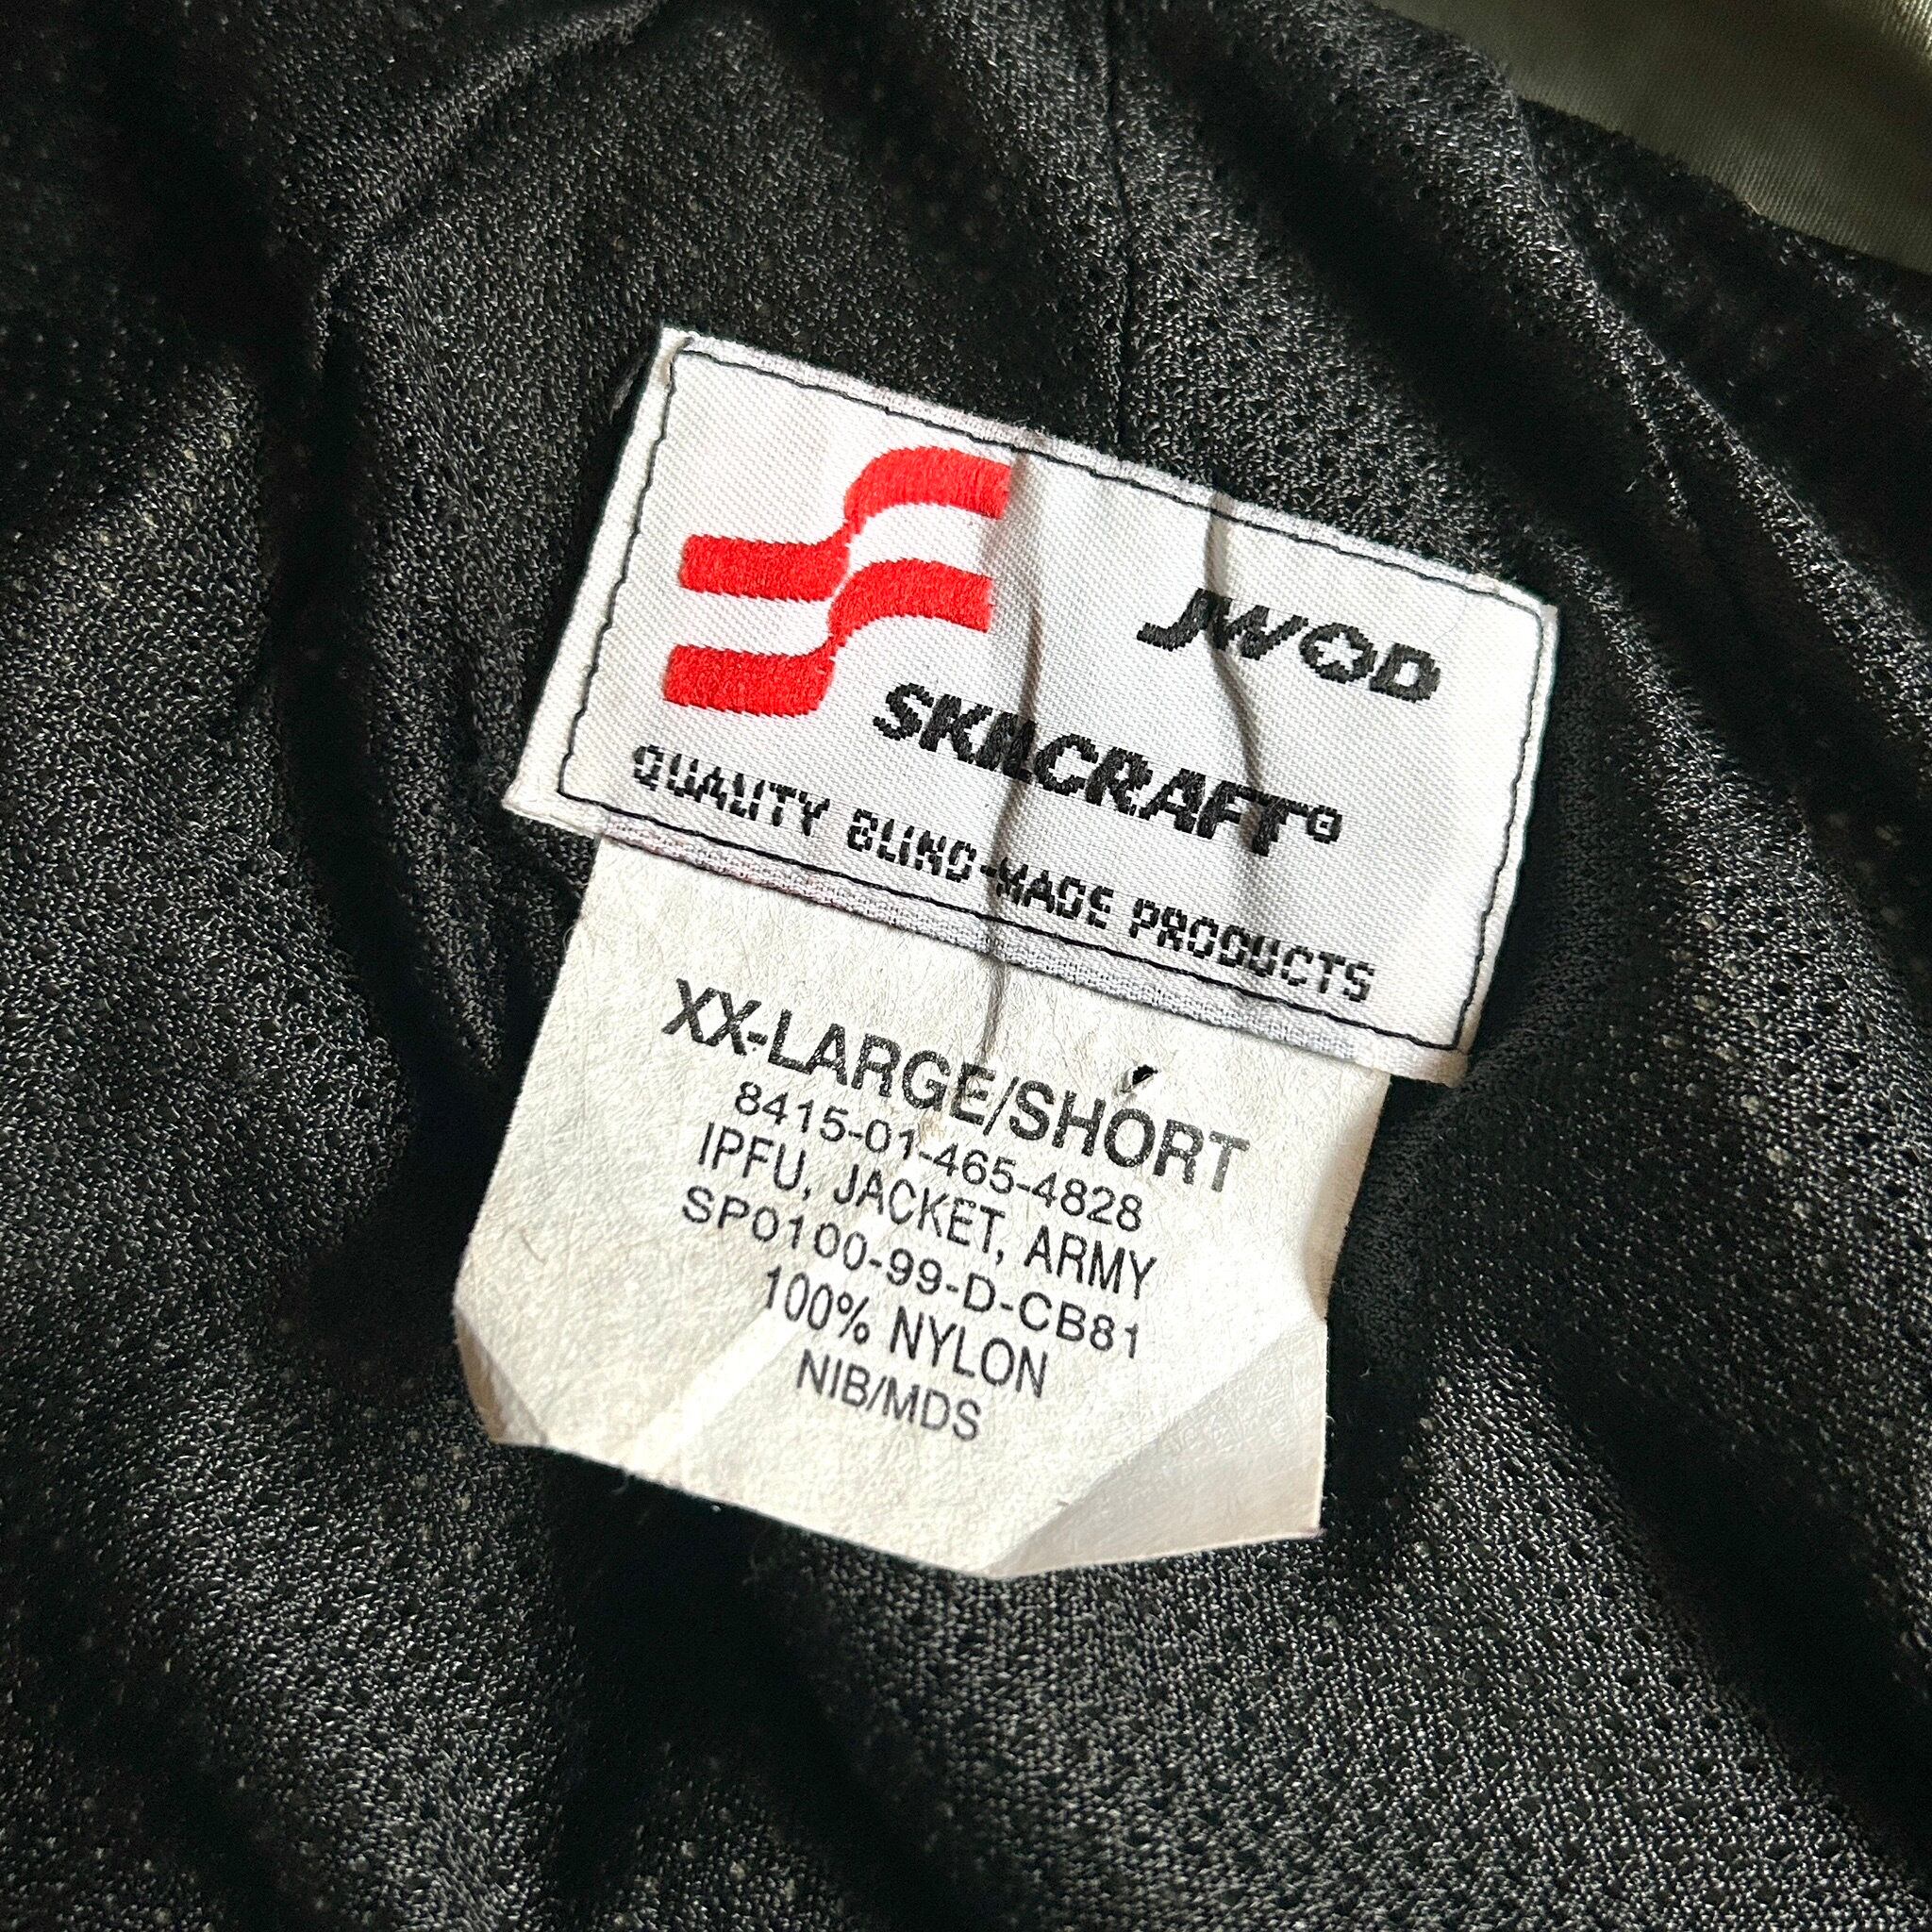 JWOD
SKILCRAFT®
QUALITY BLIND-MADE PRODUCTS
XX-LARGE/SHORT
8415-01-465-4828
IPFU, JACKET, ARMY
SP0100-99-D-CB81
100% NYLON
NIB/MDS